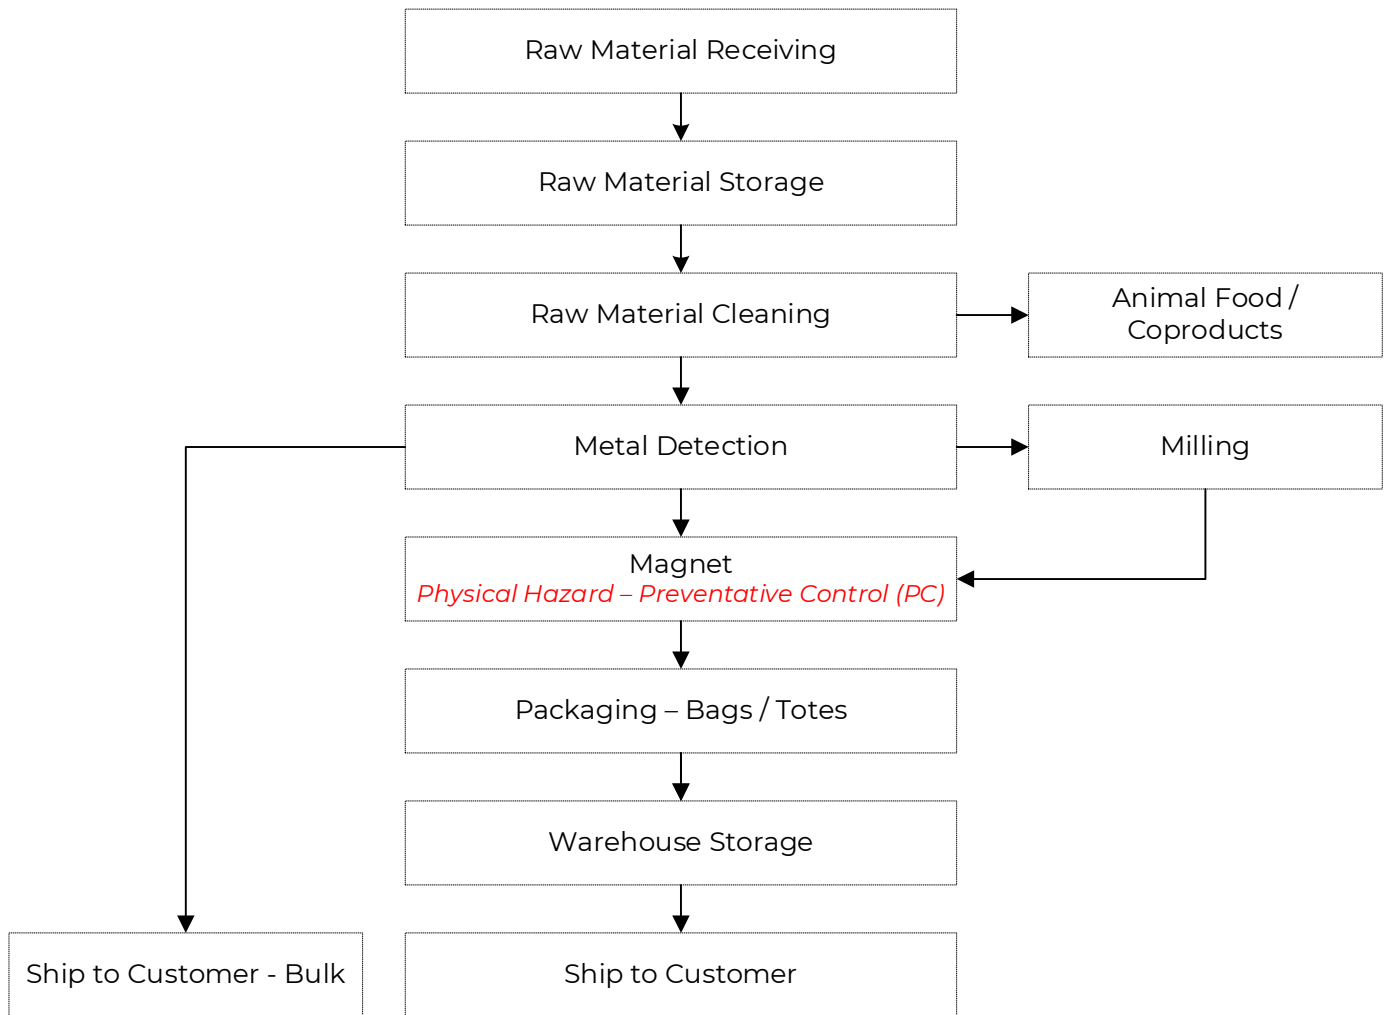 Raw Material Receiving
Raw Material Storage
Raw Material Cleaning
Animal Food /
Coproducts
Metal Detection
Milling
Magnet
Physical Hazard – Preventative Control (PC)
Packaging – Bags / Totes
Warehouse Storage
Ship to Customer - Bulk
Ship to Customer